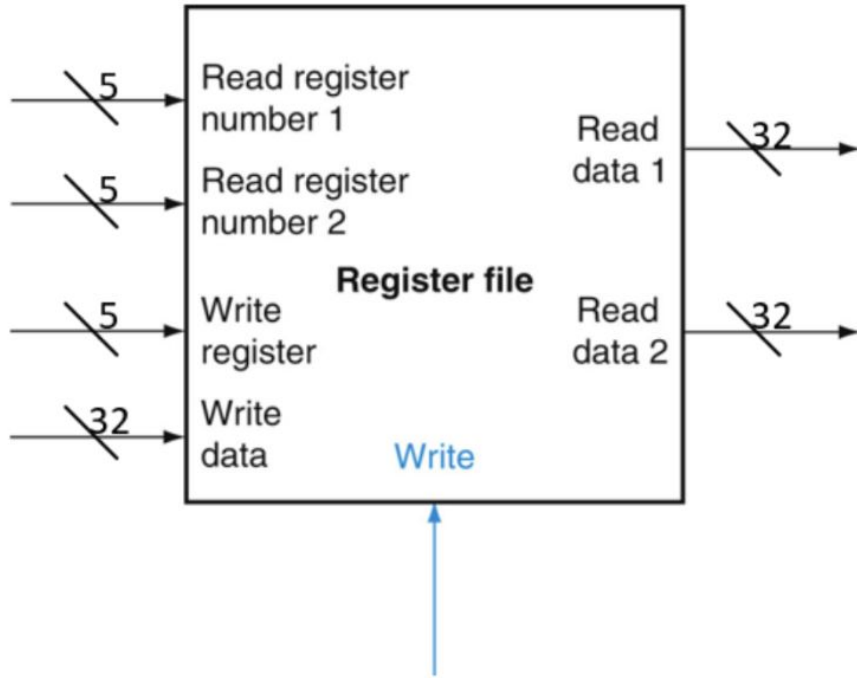 5
Read register
number 1
5
Read register
number 2
5
Write
register
32
Write
data
Register file
Write
Read
data 1
32
Read
data 2
32